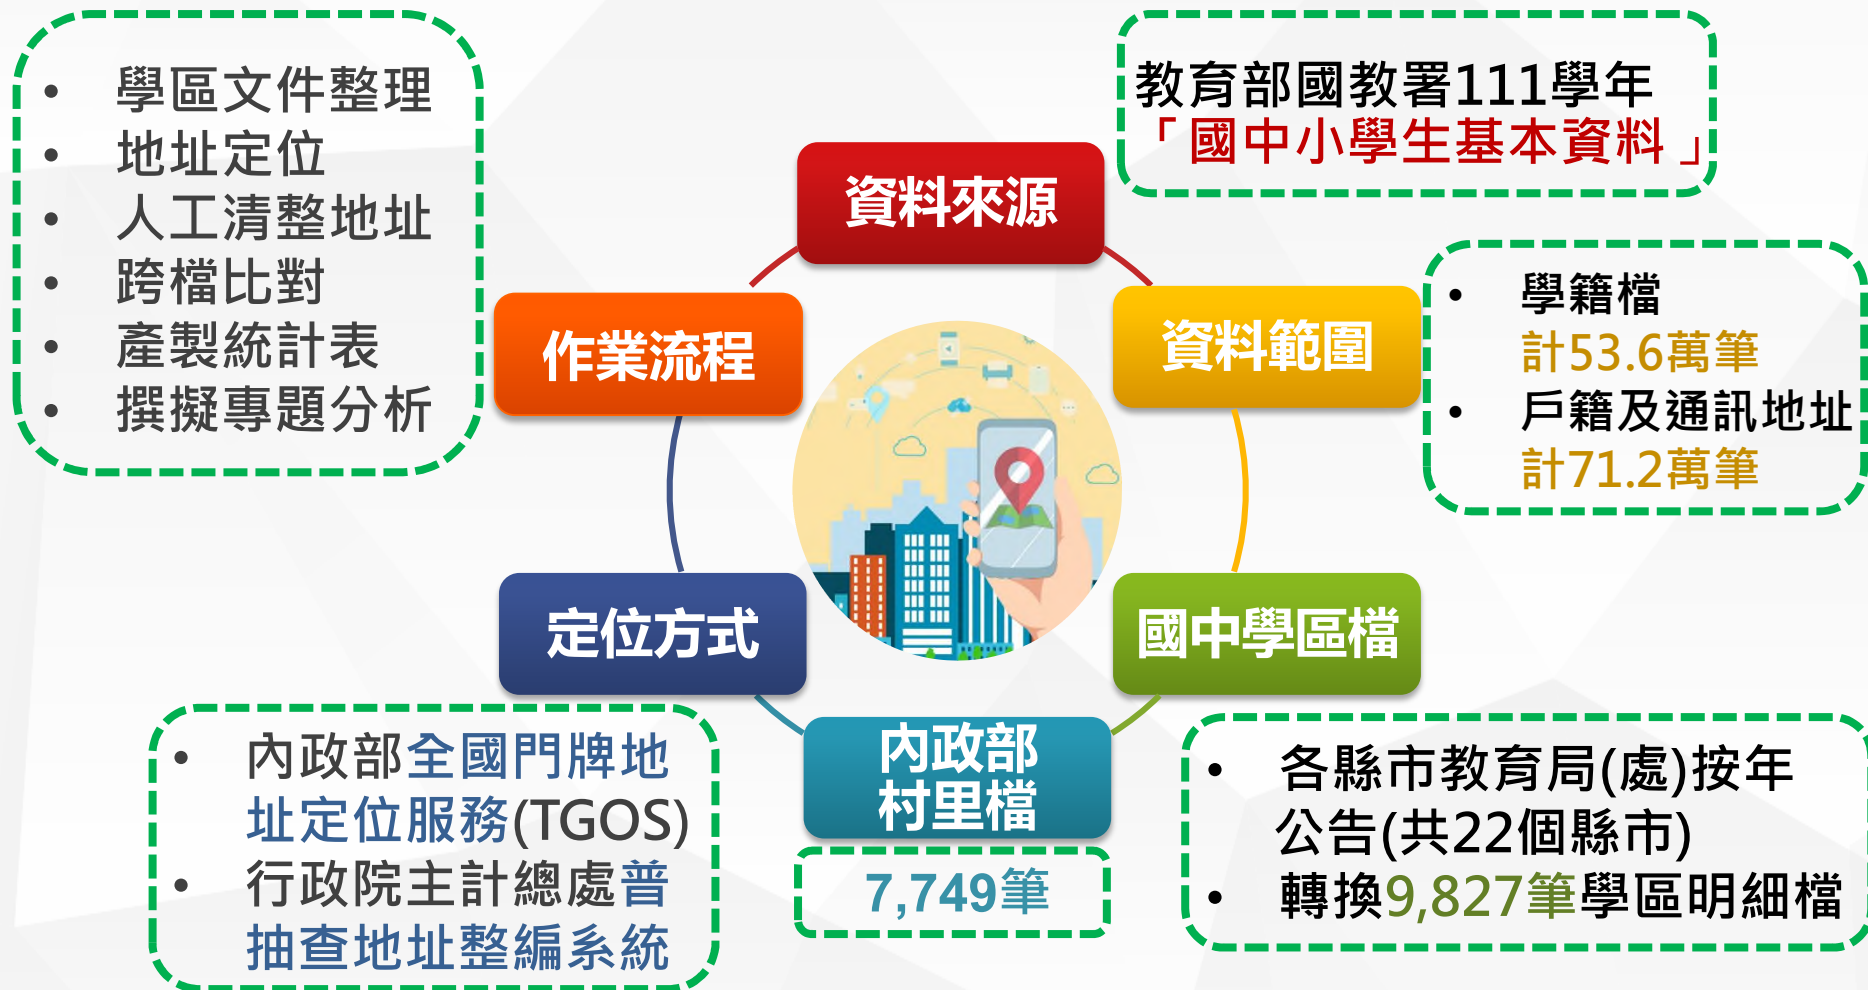 資料來源
教育部國教署111學年
「國中小學生基本資料」
資料範圍
• 學籍檔
計53.6萬筆
• 戶籍及通訊地址
計71.2萬筆
國中學區檔
• 各縣市教育局(處)按年
公告(共22個縣市)
• 轉換9,827筆學區明細檔
內政部
村里檔
7,749筆
定位方式
• 內政部全國門牌地
址定位服務(TGOS)
• 行政院主計總處普
抽查地址整編系統
作業流程
• 學區文件整理
• 地址定位
• 人工清整地址
• 跨檔比對
• 產製統計表
• 撰擬專題分析